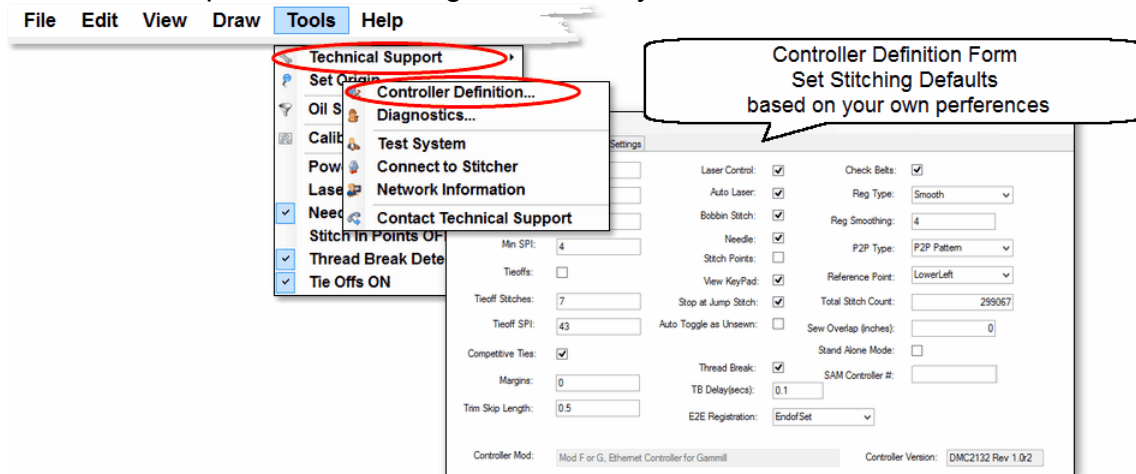 File Edit View Draw Tools Help
Technical Support
Set Origin
Controller Definition...
Oil S
Diagnostics...
Calib
Test System
Pow
Connect to Stitcher
Lase
Network Information
Need
Contact Technical Support
Stitch In Points OF
Thread Break Dete
Tie Offs ON
Controller Definition Form
Set Stitching Defaults
based on your own perferences
Settings
Laser Control: Check Belts:
Auto Laser: Reg Type: Smooth
Bobbin Stitch: Reg Smoothing: 4
Min SPI: 4 Needle: P2P Type: P2P Pattern
Stitch Points:
Tieoffs: View KeyPad: Reference Point: LowerLeft
Tieoff Stitches: 7 Stop at Jump Stitch: Total Stitch Count: 299067
Tieoff SPI: 43 Auto Toggle as Unsewn: Sew Overlap (inches): 0
Competitive Ties: Stand Alone Mode:
Thread Break: SAM Controller #:
Margins: 0 TB Delay(secs): 0.1
Trim Skip Length: 0.5 E2E Registration: EndofSet
Controller Mod: Mod F or G, Ethernet Controller for Gammill Controller Version: DMC2132 Rev 1.0r2